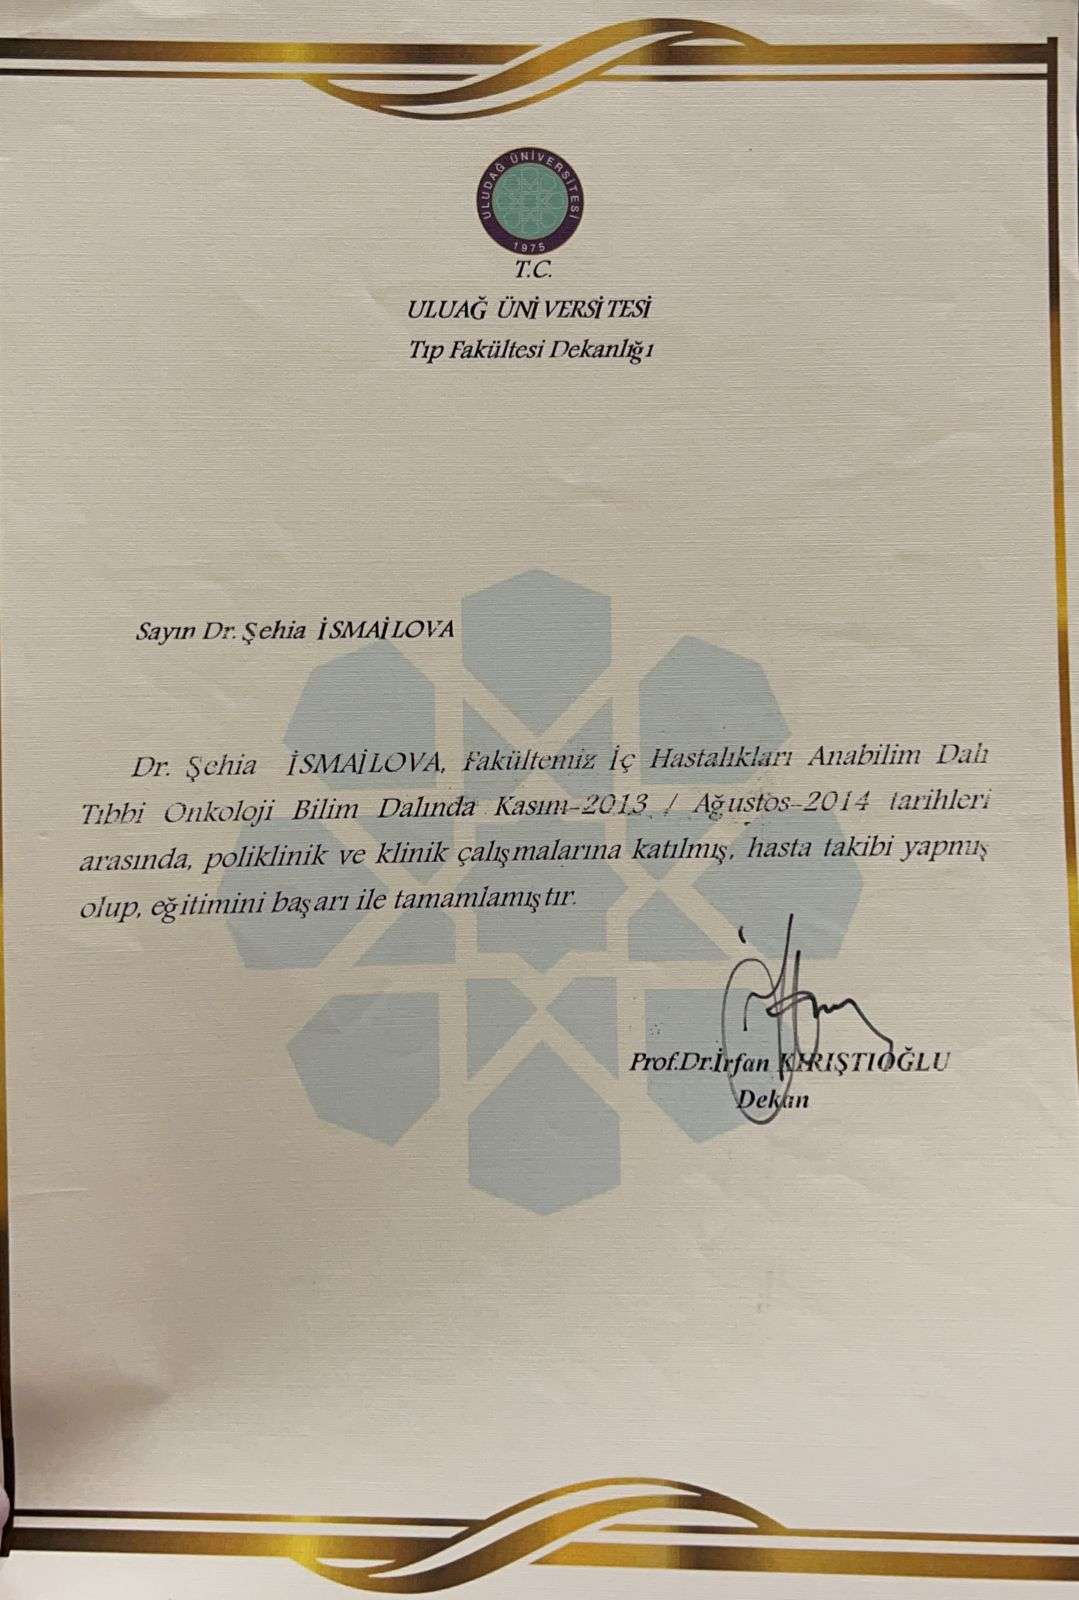 ULUDAĞ ÜNİVERSİTESİ
1975
T.C.
ULUAĞ ÜNİVERSİTESİ
Tıp Fakültesi Dekanlığı
Sayın Dr. Şehia İSMAİLOVA
Dr. Şehia İSMAİLOVA, Fakültemiz İç Hastalıkları Anabilim Dalı
Tıbbi Onkoloji Bilim Dalında Kasım-2013 / Ağustos-2014 tarihleri
arasında, poliklinik ve klinik çalışmalarına katılmış, hasta takibi yapmış
olup, eğitimini başarı ile tamamlamıştır.
Prof.Dr.İrfan KIRIŞTIOĞLU
Dekan